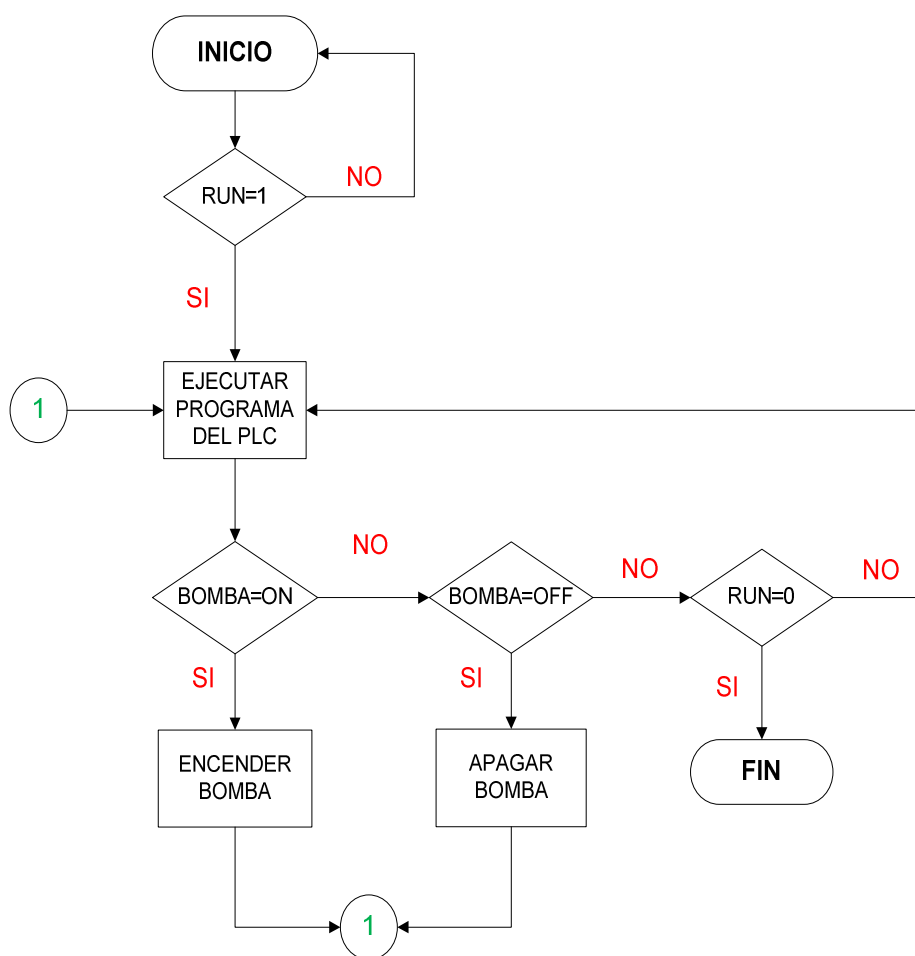 INICIO
RUN=1
NO
SI
1
EJECUTAR
PROGRAMA
DEL PLC
BOMBA=ON
NO
BOMBA=OFF
NO
RUN=0
NO
SI
SI
SI
ENCENDER
BOMBA
APAGAR
BOMBA
FIN
1